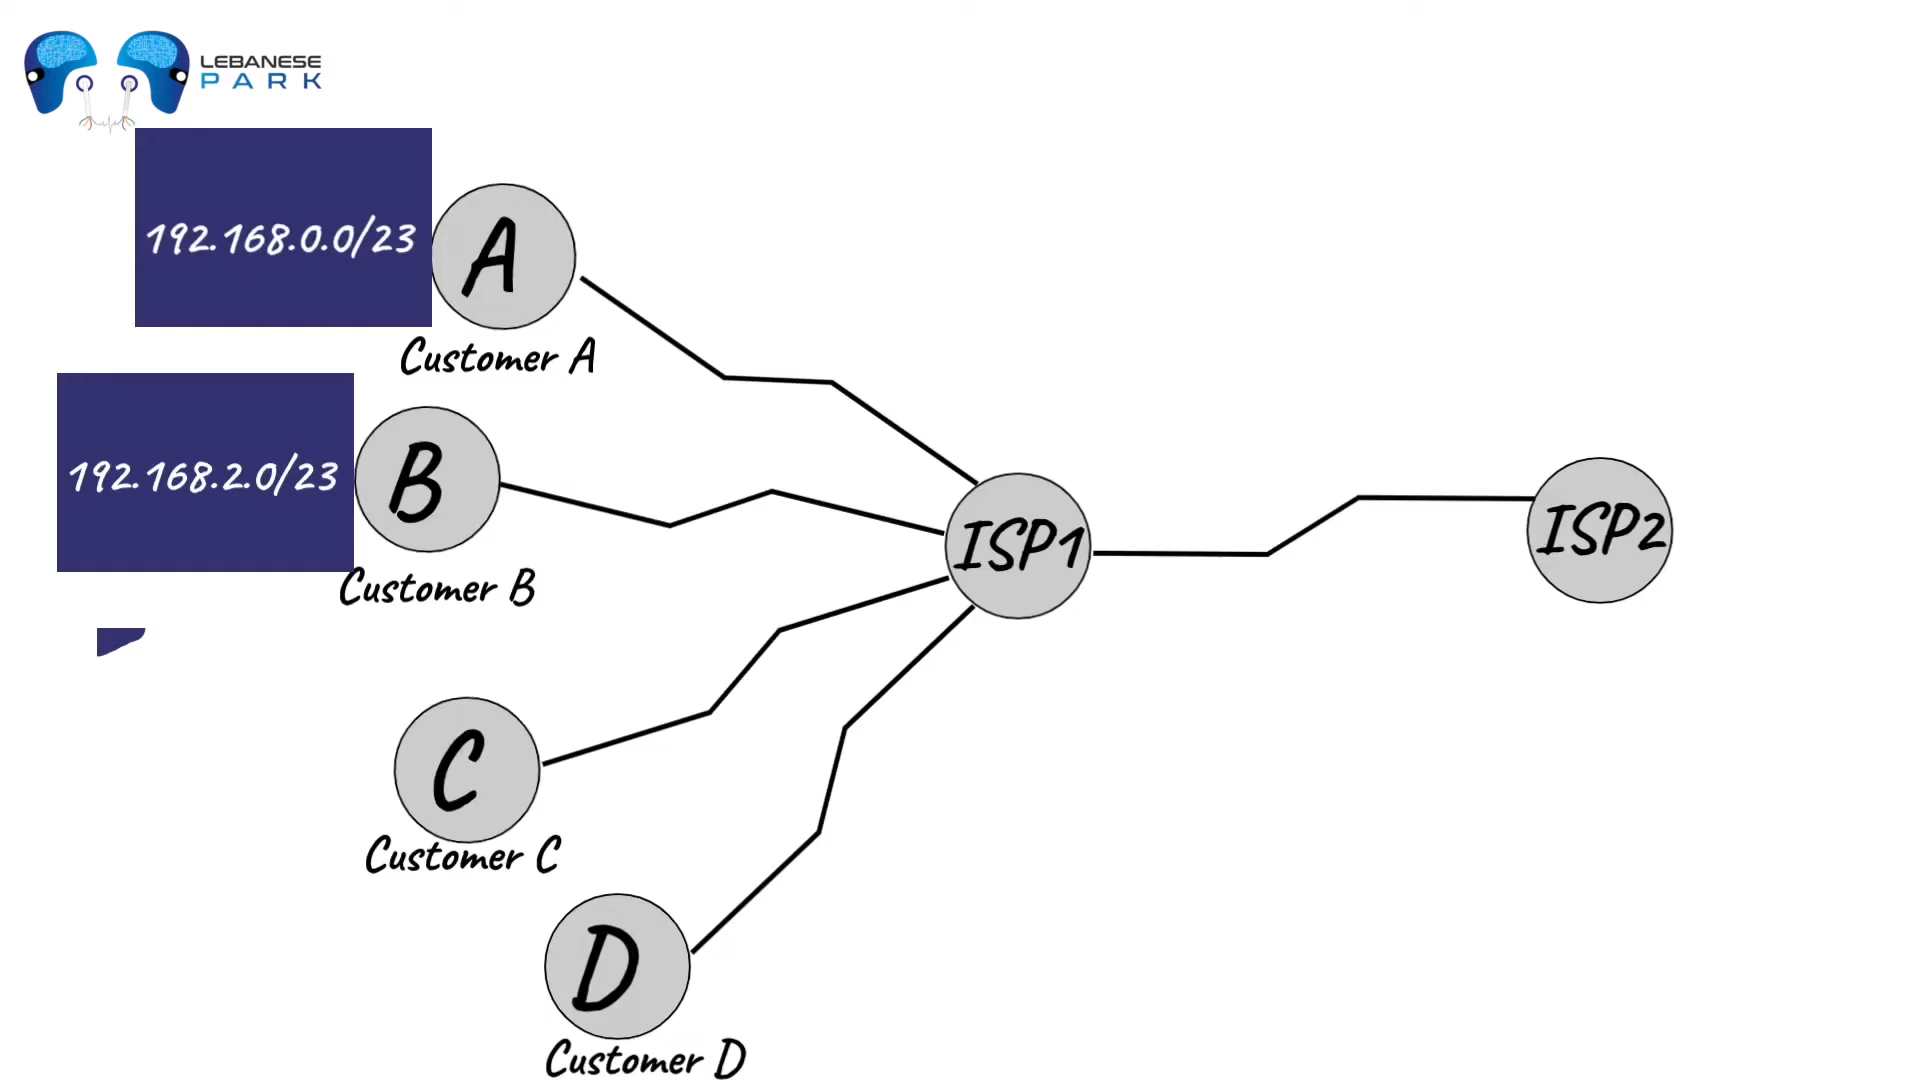 LEBANESE
PARK
192.168.0.0/23
A
Customer A
192.168.2.0/23
B
Customer B
ISP1
ISP2
C
Customer C
D
Customer D